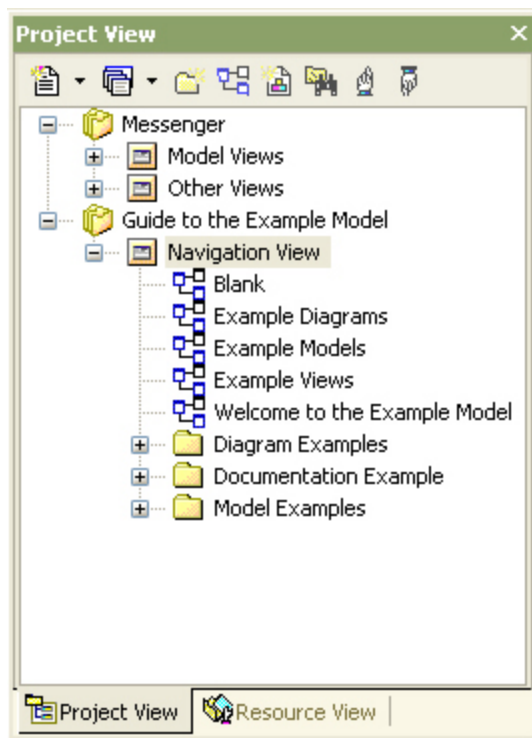 Project View
Messenger
Model Views
Other Views
Guide to the Example Model
Navigation View
Blank
Example Diagrams
Example Models
Example Views
Welcome to the Example Model
Diagram Examples
Documentation Example
Model Examples
Project View
Resource View